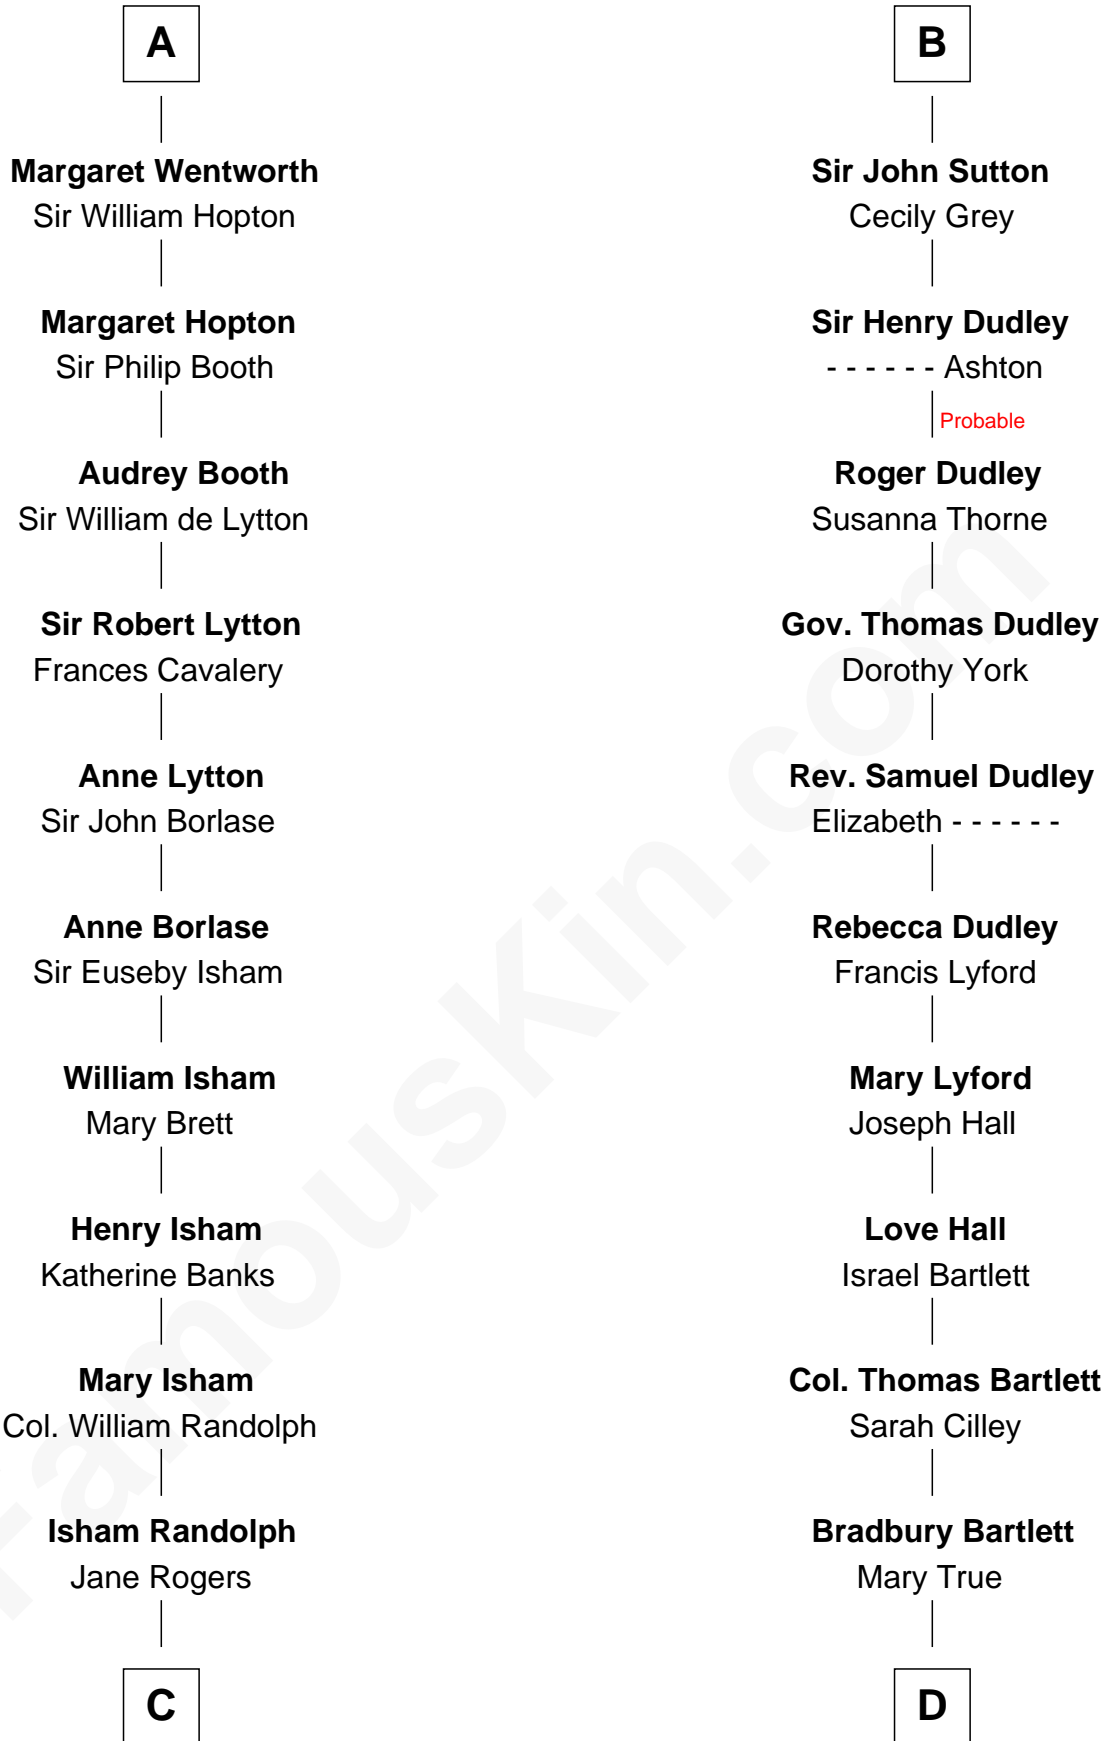 A
Margaret Wentworth
Sir William Hopton
Margaret Hopton
Sir Philip Booth
Audrey Booth
Sir William de Lytton
Sir Robert Lytton
Frances Cavalery
Anne Lytton
Sir John Borlase
Anne Borlase
Sir Euseby Isham
William Isham
Mary Brett
Henry Isham
Katherine Banks
Mary Isham
Col. William Randolph
Isham Randolph
Jane Rogers
C
B
Sir John Sutton
Cecily Grey
Sir Henry Dudley
- - - - - - Ashton
Probable
Roger Dudley
Susanna Thorne
Gov. Thomas Dudley
Dorothy York
Rev. Samuel Dudley
Elizabeth - - - - - -
Rebecca Dudley
Francis Lyford
Mary Lyford
Joseph Hall
Love Hall
Israel Bartlett
Col. Thomas Bartlett
Sarah Cilley
Bradbury Bartlett
Mary True
D
FamousKin.com